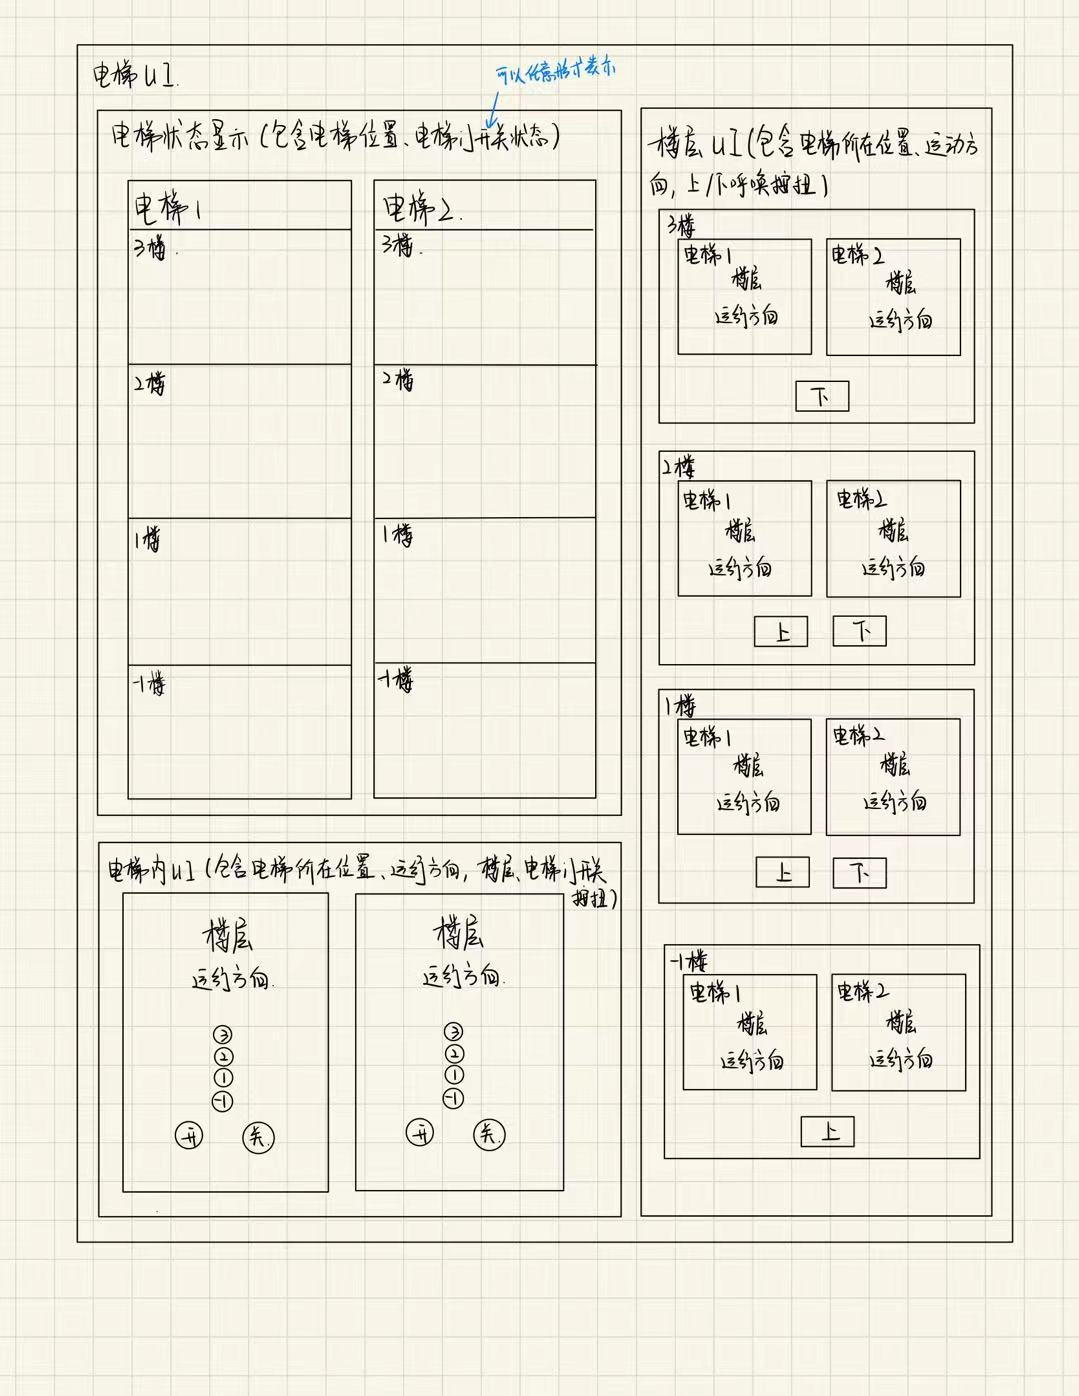 电梯UI.
可以任意形式表示
电梯状态显示(包含电梯位置、电梯门开关状态)
电梯1
3楼.
2楼
1楼
-1楼
电梯2.
3楼.
2楼
1楼
-1楼
电梯内UI(包含电梯所在位置、运行方向,楼层、电梯门开关
按扭)
楼层
运行方向.
3
2
1
-1
开
关.
楼层
运行方向.
3
2
1
-1
开
关.
楼层UI(包含电梯所在位置、运动方
向,上/下呼唤按扭)
3楼
电梯1
楼层
运行方向
电梯2
楼层
运行方向
下
2楼
电梯1
楼层
运行方向
电梯2
楼层
运行方向
上
下
1楼
电梯1
楼层
运行方向
电梯2
楼层
运行方向
上
下
-1楼
电梯1
楼层
运行方向
电梯2
楼层
运行方向
上